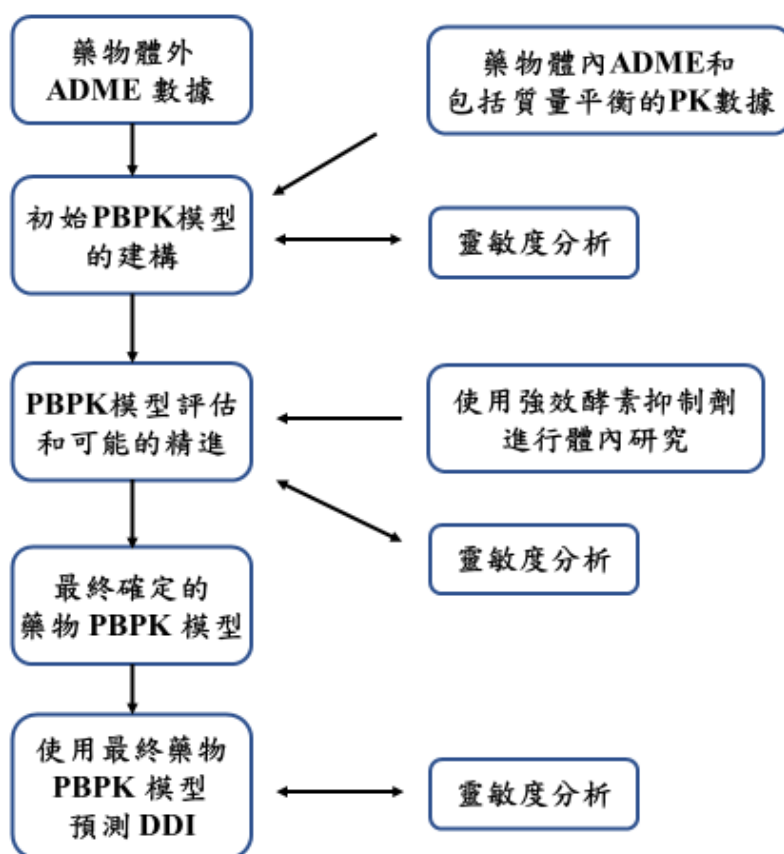 藥物體外
ADME 數據
藥物體內ADME和
包括質量平衡的PK數據
初始PBPK模型
的建構
靈敏度分析
PBPK模型評估
和可能的精進
使用強效酵素抑制劑
進行體內研究
靈敏度分析
最終確定的
藥物 PBPK 模型
使用最終藥物
PBPK 模型
預測 DDI
靈敏度分析